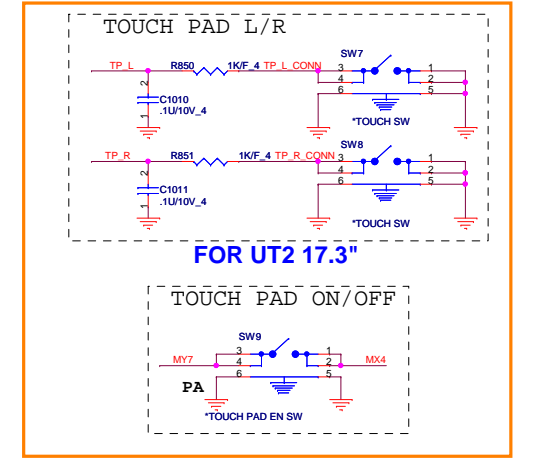 TOUCH PAD L/R
SW7
TP_L R850 1K/F_4 TP_L_CONN 3 1
4 2
6 5
2
C1010
.1U/10V_4
1
*TOUCH SW
SW8
TP_R R851 1K/F_4 TP_R_CONN 3 1
4 2
6 5
2
C1011
.1U/10V_4
1
*TOUCH SW
FOR UT2 17.3"
TOUCH PAD ON/OFF
SW9
3 1
MY7 4 2 MX4
6 5
PA
*TOUCH PAD EN SW